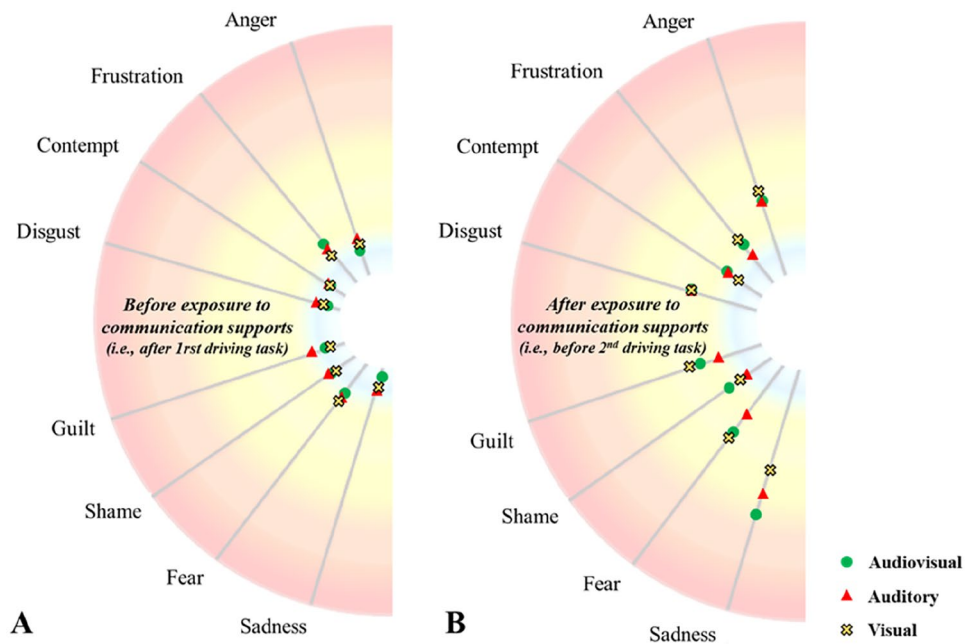 Anger
Frustration
Contempt
Disgust
Before exposure to
communication supports
(i.e., after 1rst driving task)
Guilt
Shame
Fear
Sadness
A
Anger
Frustration
Contempt
Disgust
After exposure to
communication supports
(i.e., before 2nd driving task)
Guilt
Shame
Fear
Sadness
B
Audiovisual
Auditory
Visual